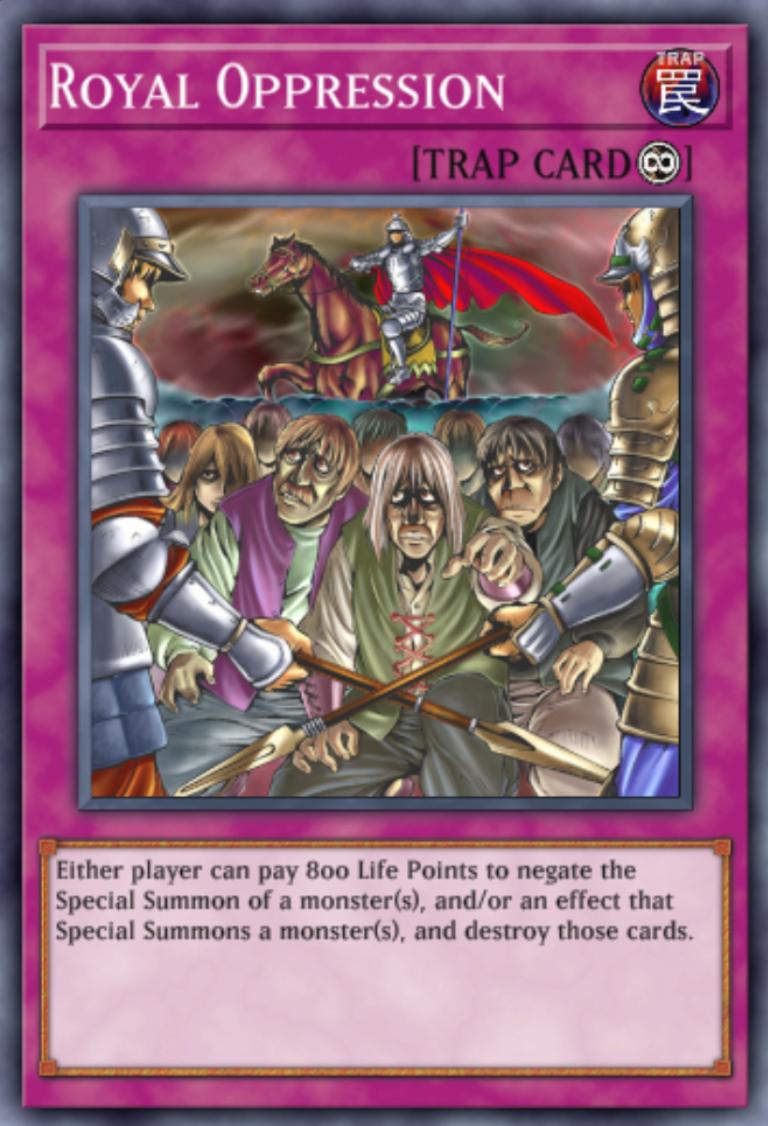 Royal Oppression
TRAP
罠
[TRAP CARD]
Either player can pay 800 Life Points to negate the
Special Summon of a monster(s), and/or an effect that
Special Summons a monster(s), and destroy those cards.